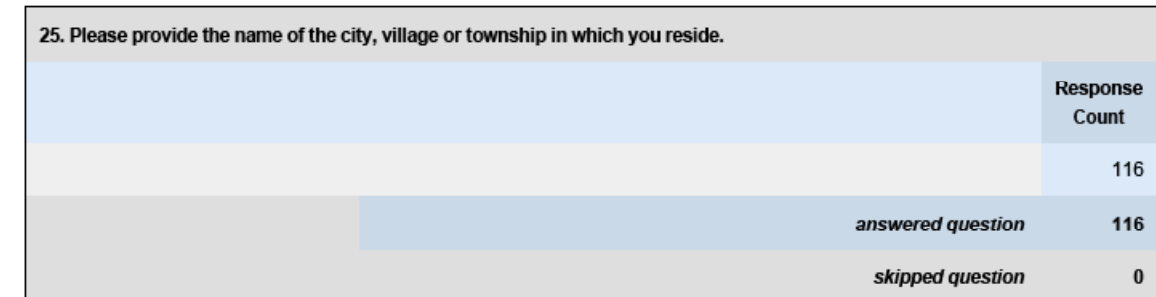 25. Please provide the name of the city, village or township in which you reside.
Response
Count
116
answered question 116
skipped question 0